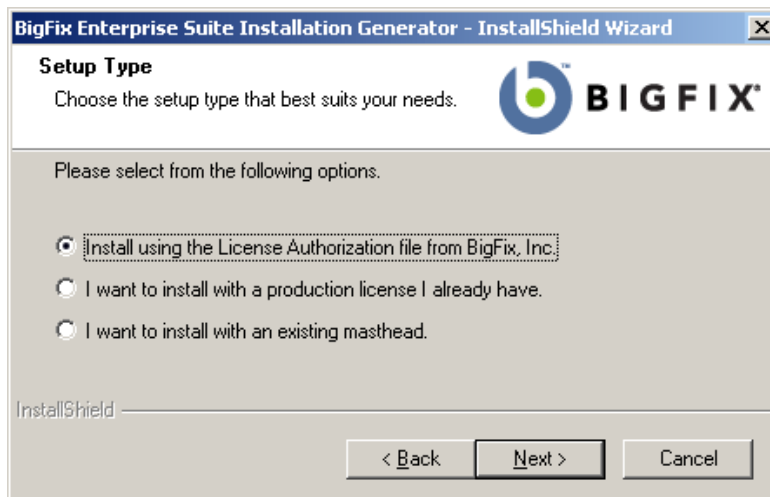 BigFix Enterprise Suite Installation Generator - InstallShield Wizard
Setup Type
Choose the setup type that best suits your needs.
BIGFIX
Please select from the following options.
Install using the License Authorization file from BigFix, Inc.
I want to install with a production license I already have.
I want to install with an existing masthead.
InstallShield
< Back
Next >
Cancel